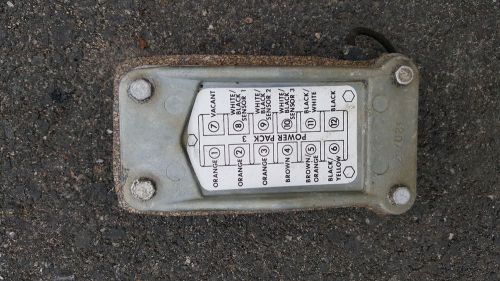 VACANT 7
WHITE/
BLACK 8
SENSOR 1
WHITE/
BLACK 9
SENSOR 2
WHITE/
BLACK 10
SENSOR 3
BLACK/ 11
WHITE
BLACK 12
POWER PACK
3
ORANGE 1
ORANGE 2
ORANGE 3
BROWN 4
BROWN/ 5
ORANGE
BLACK/ 6
YELLOW